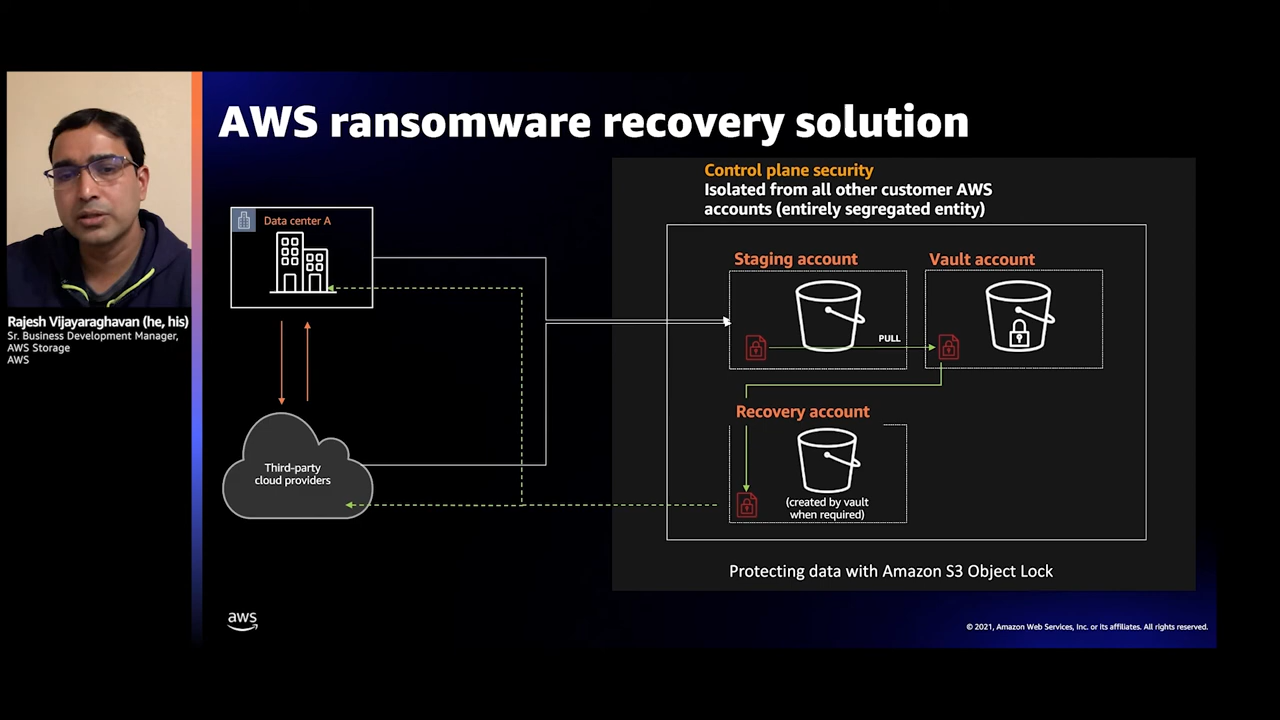 AWS ransomware recovery solution
Control plane security
Isolated from all other customer AWS
accounts (entirely segregated entity)
Data center A
Staging account
Vault account
PULL
Rajesh Vijayaraghavan (he, his)
Sr. Business Development Manager,
AWS Storage
AWS
Recovery account
Third-party
cloud providers
(created by vault
when required)
Protecting data with Amazon S3 Object Lock
aws
© 2021, Amazon Web Services, Inc. or its affiliates. All rights reserved.